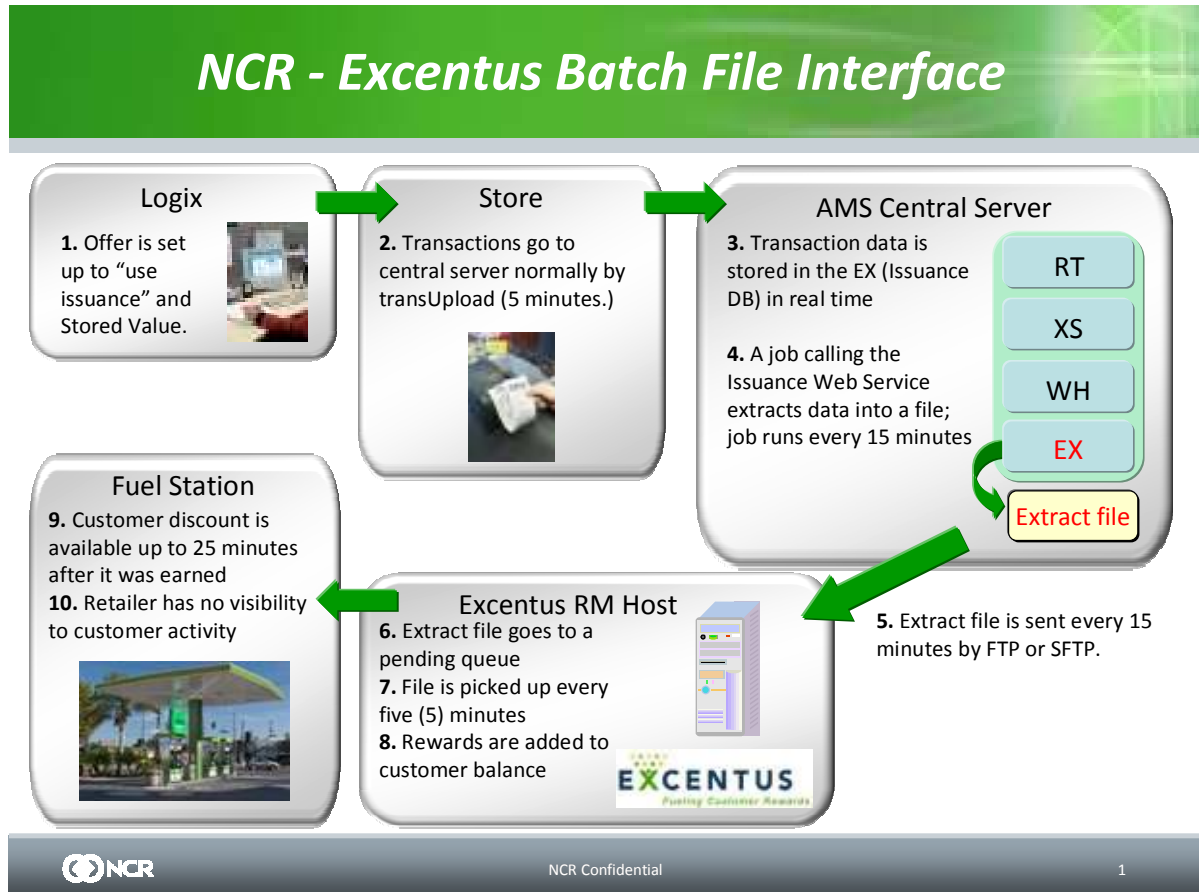 NCR - Excentus Batch File Interface
Logix
1. Offer is set
up to “use
issuance” and
Stored Value.
Store
2. Transactions go to
central server normally by
transUpload (5 minutes.)
AMS Central Server
3. Transaction data is
stored in the EX (Issuance
DB) in real time
4. A job calling the
Issuance Web Service
extracts data into a file;
job runs every 15 minutes
RT
XS
WH
EX
Extract file
5. Extract file is sent every 15
minutes by FTP or SFTP.
Excentus RM Host
6. Extract file goes to a
pending queue
7. File is picked up every
five (5) minutes
8. Rewards are added to
customer balance
EXCENTUS
Fueling Customer Rewards
Fuel Station
9. Customer discount is
available up to 25 minutes
after it was earned
10. Retailer has no visibility
to customer activity
NCR
NCR Confidential
1